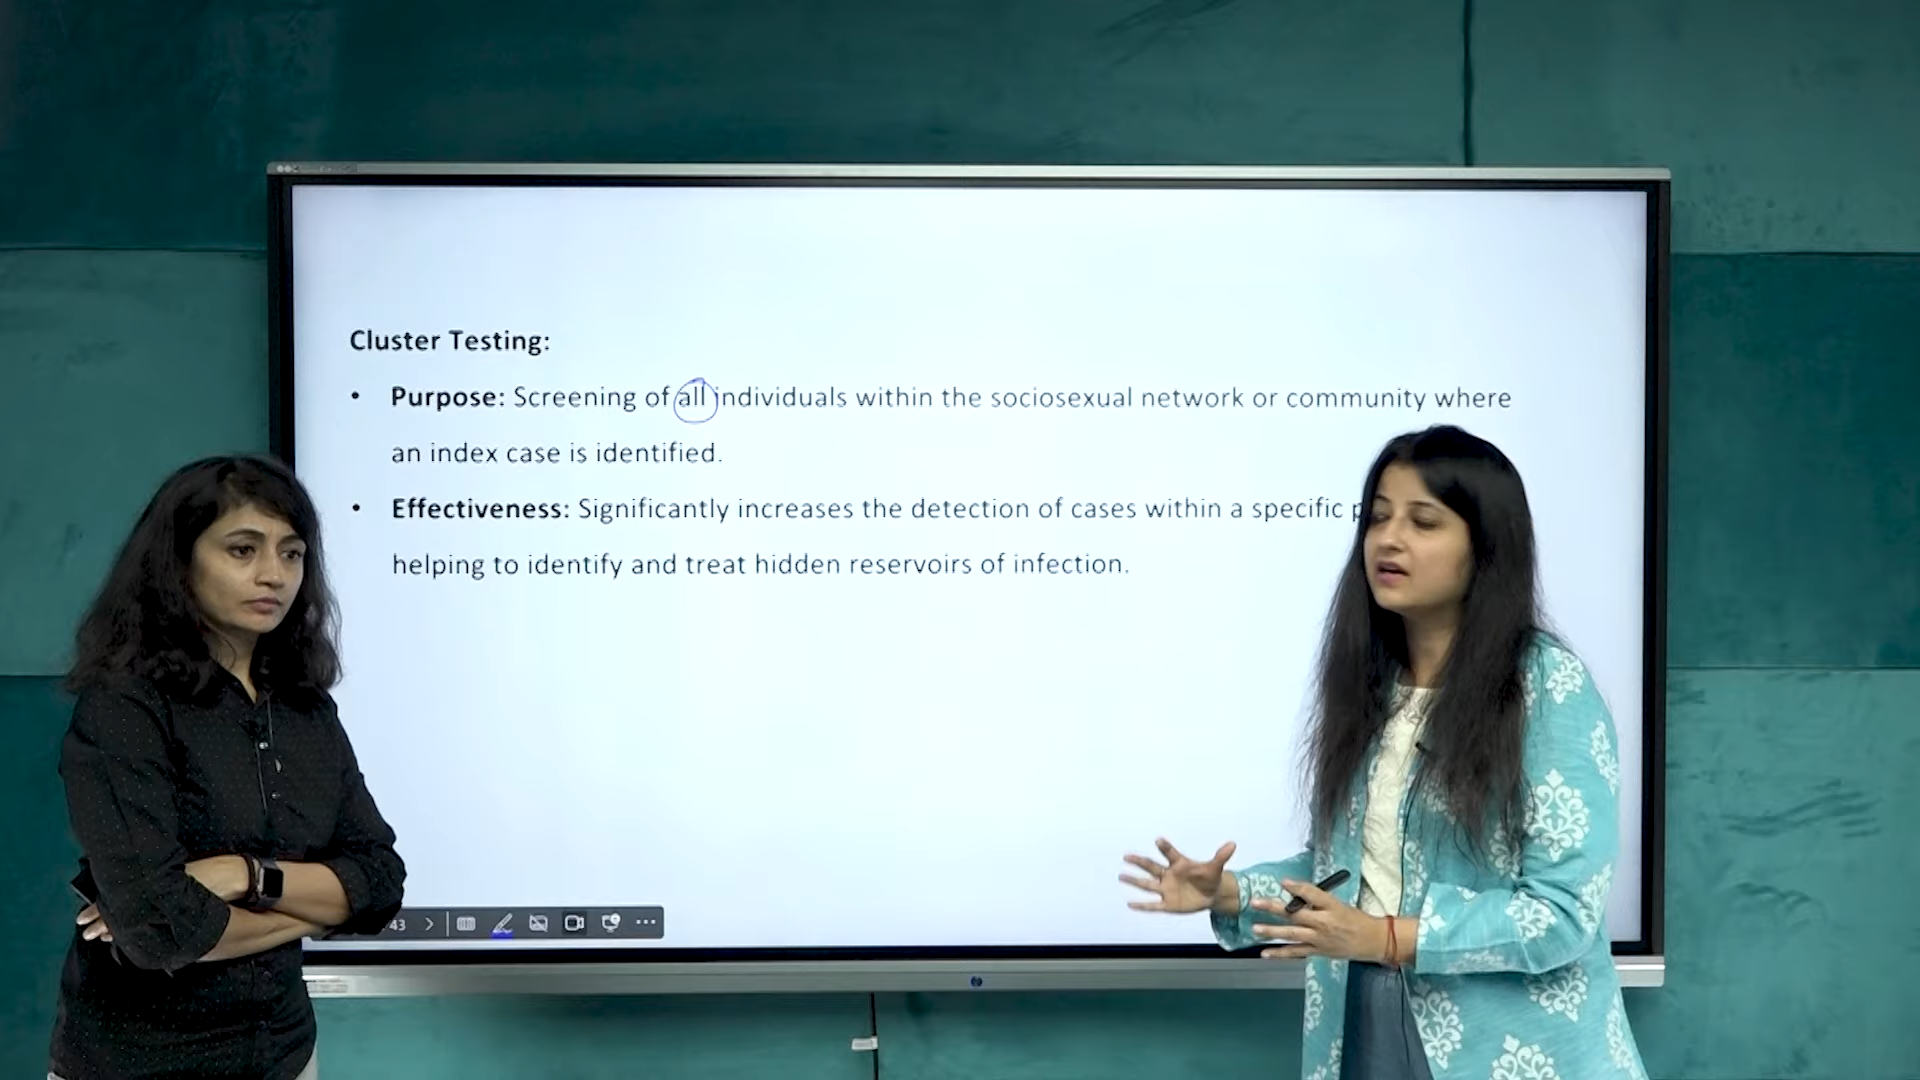 Cluster Testing:
• Purpose: Screening of all individuals within the sociosexual network or community where
an index case is identified.
• Effectiveness: Significantly increases the detection of cases within a specific
helping to identify and treat hidden reservoirs of infection.
43